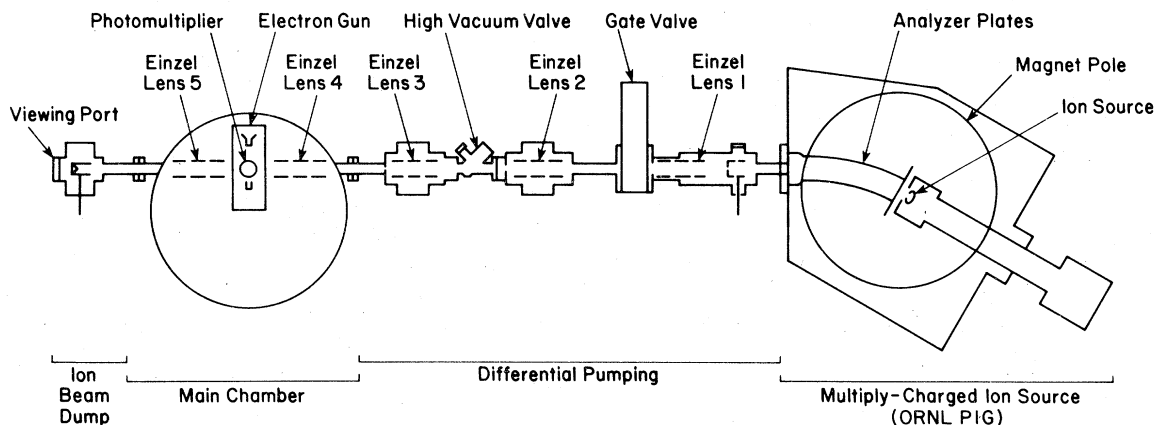 Photomultiplier
Electron Gun
High Vacuum Valve
Gate Valve
Analyzer Plates
Einzel
Lens 5
Einzel
Lens 4
Einzel
Lens 3
Einzel
Lens 2
Einzel
Lens 1
Magnet Pole
Ion Source
Viewing Port
Ion
Beam
Dump
Main Chamber
Differential Pumping
Multiply-Charged Ion Source
(ORNL PIG)